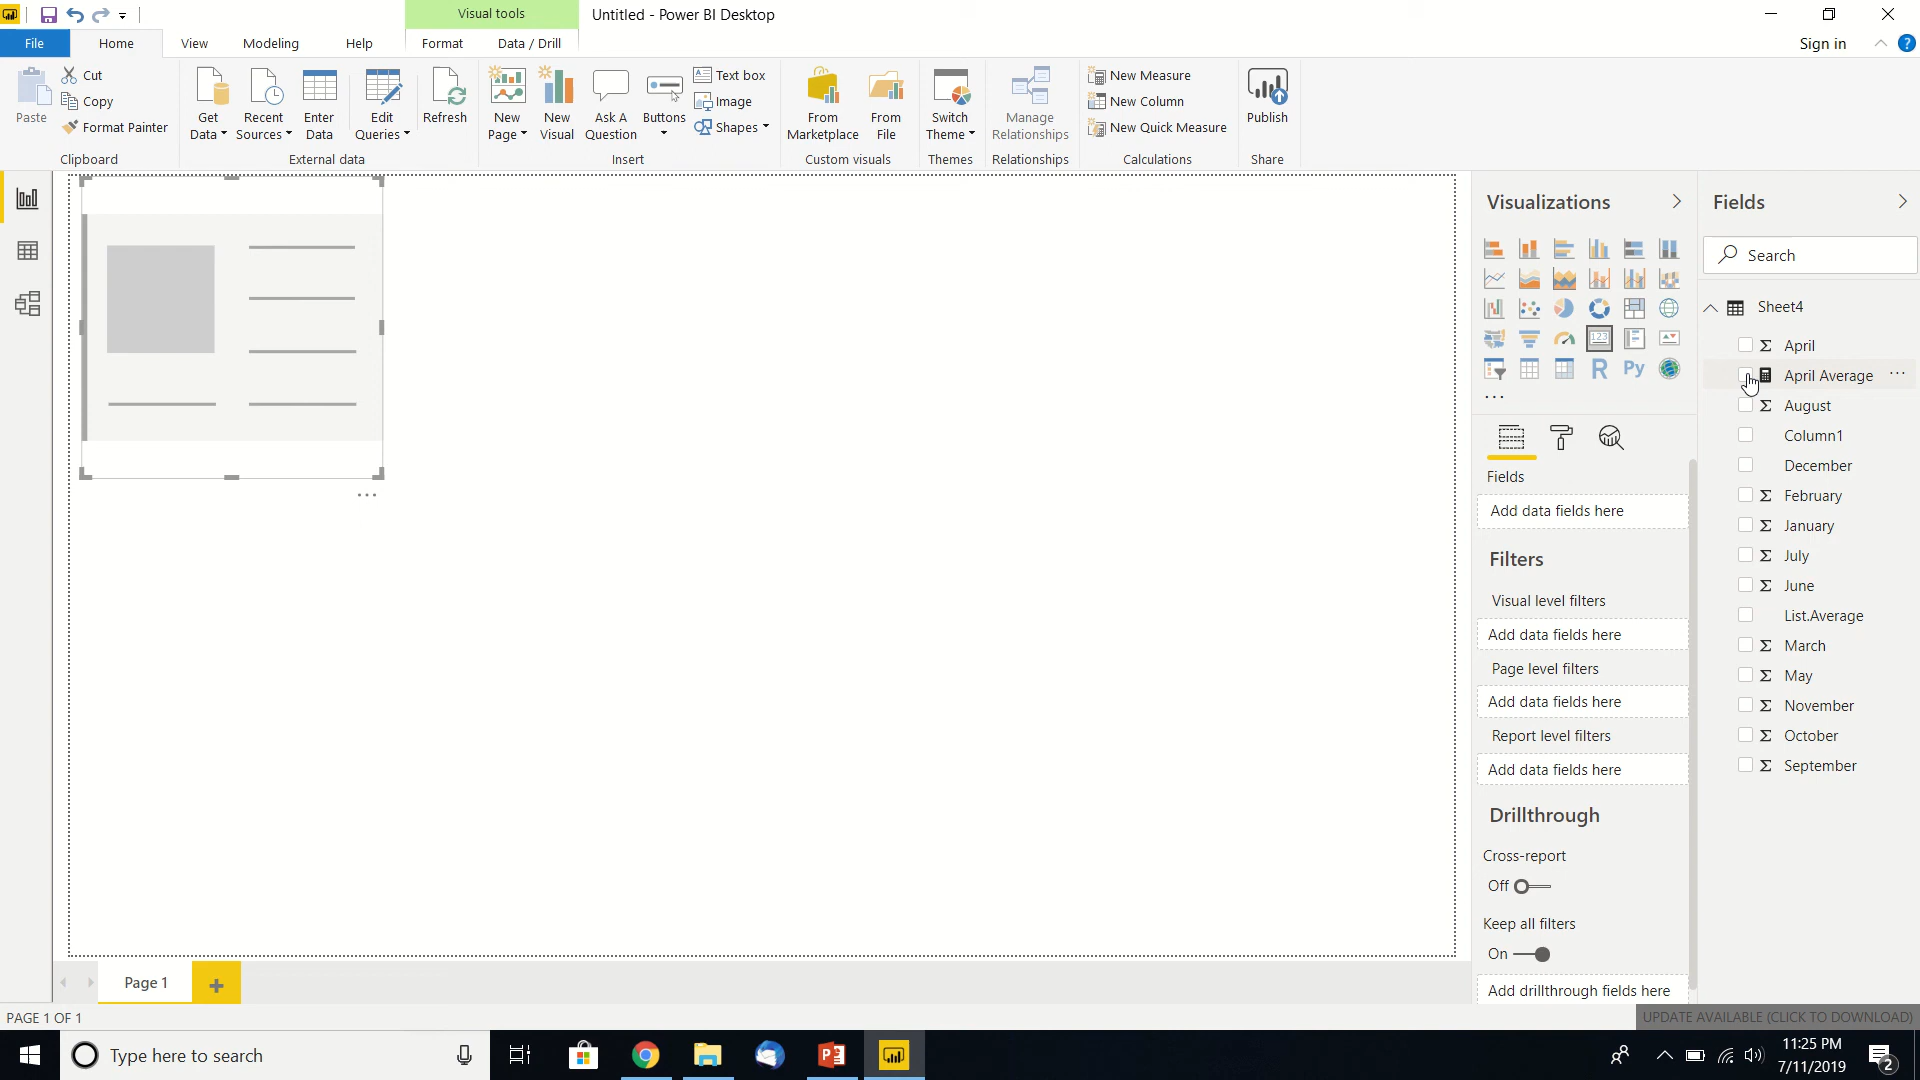 Visual tools
Untitled - Power BI Desktop
File
Home
View
Modeling
Help
Format
Data / Drill
Sign in
?
Paste
Cut
Copy
Format Painter
Clipboard
Get
Data
Recent
Sources
Enter
Data
Edit
Queries
Refresh
External data
New
Page
New
Visual
Ask A
Question
Buttons
Text box
Image
Shapes
Insert
From
Marketplace
From
File
Custom visuals
Switch
Theme
Themes
Manage
Relationships
Relationships
New Measure
New Column
New Quick Measure
Calculations
Publish
Share
Visualizations
123
R
Py
Fields
Add data fields here
Filters
Visual level filters
Add data fields here
Page level filters
Add data fields here
Report level filters
Add data fields here
Drillthrough
Cross-report
Off
Keep all filters
On
Add drillthrough fields here
Fields
Search
Sheet4
Σ April
April Average
Σ August
Column1
December
Σ February
Σ January
Σ July
Σ June
List.Average
Σ March
Σ May
Σ November
Σ October
Σ September
Page 1
PAGE 1 OF 1
UPDATE AVAILABLE (CLICK TO DOWNLOAD)
Type here to search
11:25 PM
7/11/2019
2